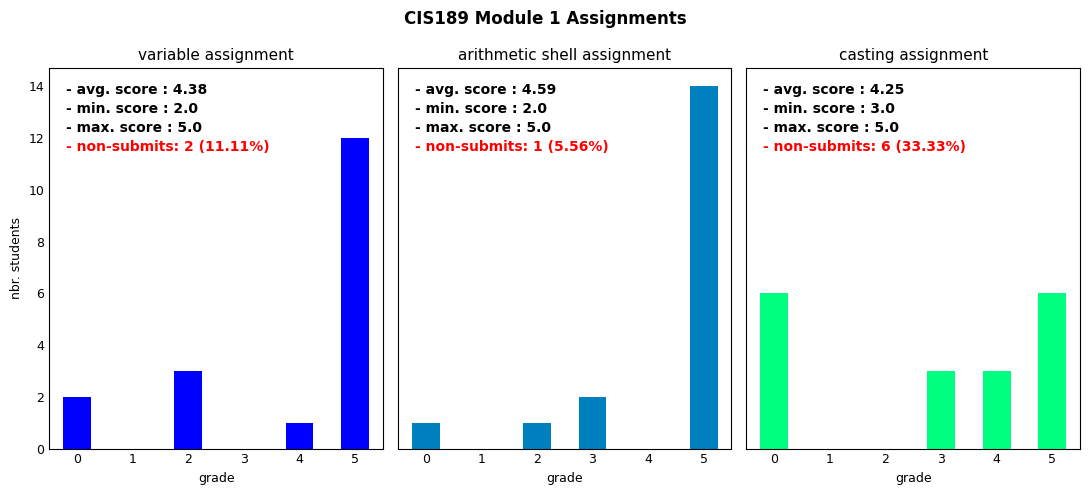 CIS189 Module 1 Assignments
variable assignment
- avg. score : 4.38
- min. score : 2.0
- max. score : 5.0
- non-submits: 2 (11.11%)
14
12
10
8
6
4
2
0
nbr. students
0 1 2 3 4 5
grade
arithmetic shell assignment
- avg. score : 4.59
- min. score : 2.0
- max. score : 5.0
- non-submits: 1 (5.56%)
0 1 2 3 4 5
grade
casting assignment
- avg. score : 4.25
- min. score : 3.0
- max. score : 5.0
- non-submits: 6 (33.33%)
0 1 2 3 4 5
grade